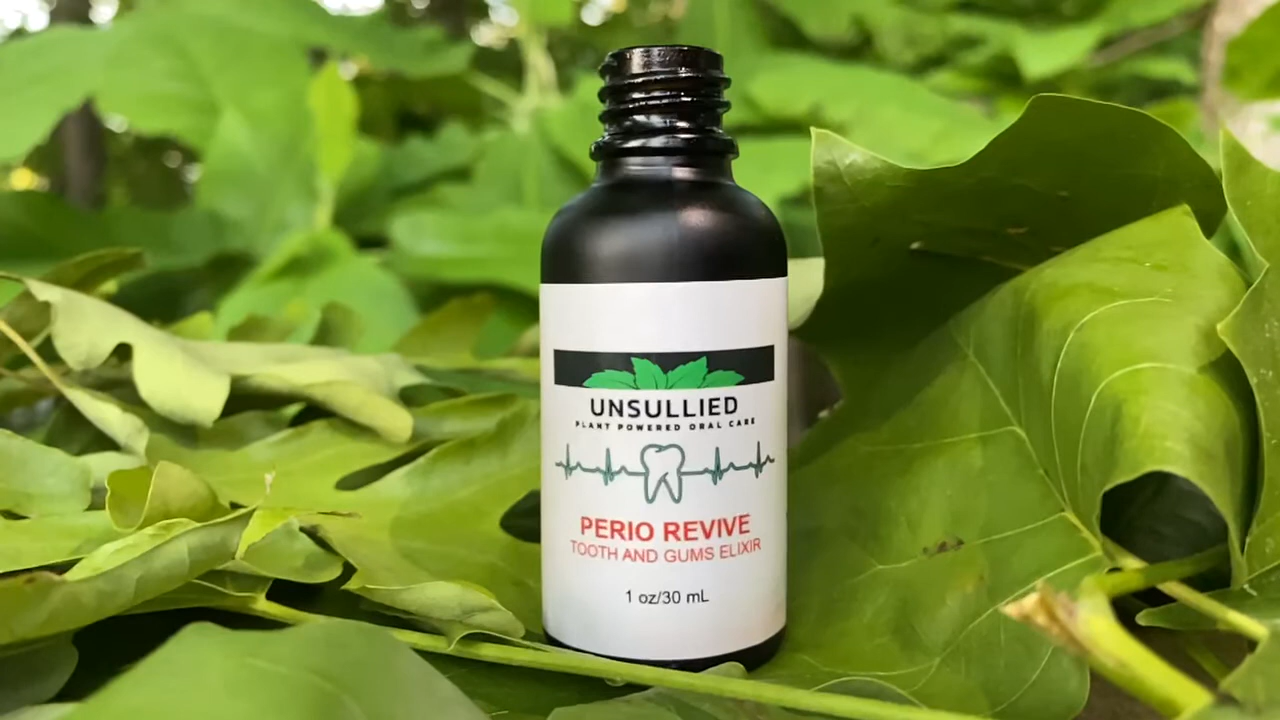 UNSULLIED
PLANT POWERED ORAL CARE
PERIO REVIVE
TOOTH AND GUMS ELIXIR
1 oz/30 mL